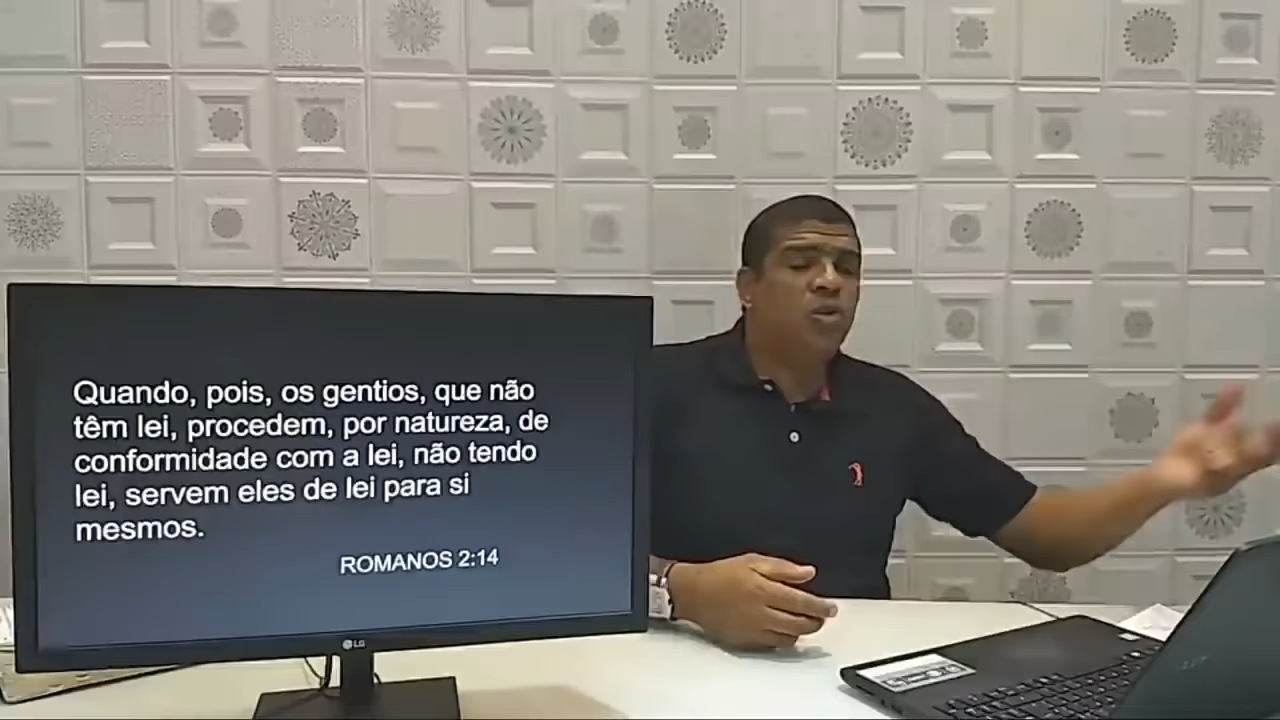 Quando, pois, os gentios, que não
têm lei, procedem, por natureza, de
conformidade com a lei, não tendo
lei, servem eles de lei para si
mesmos.
ROMANOS 2:14
LG